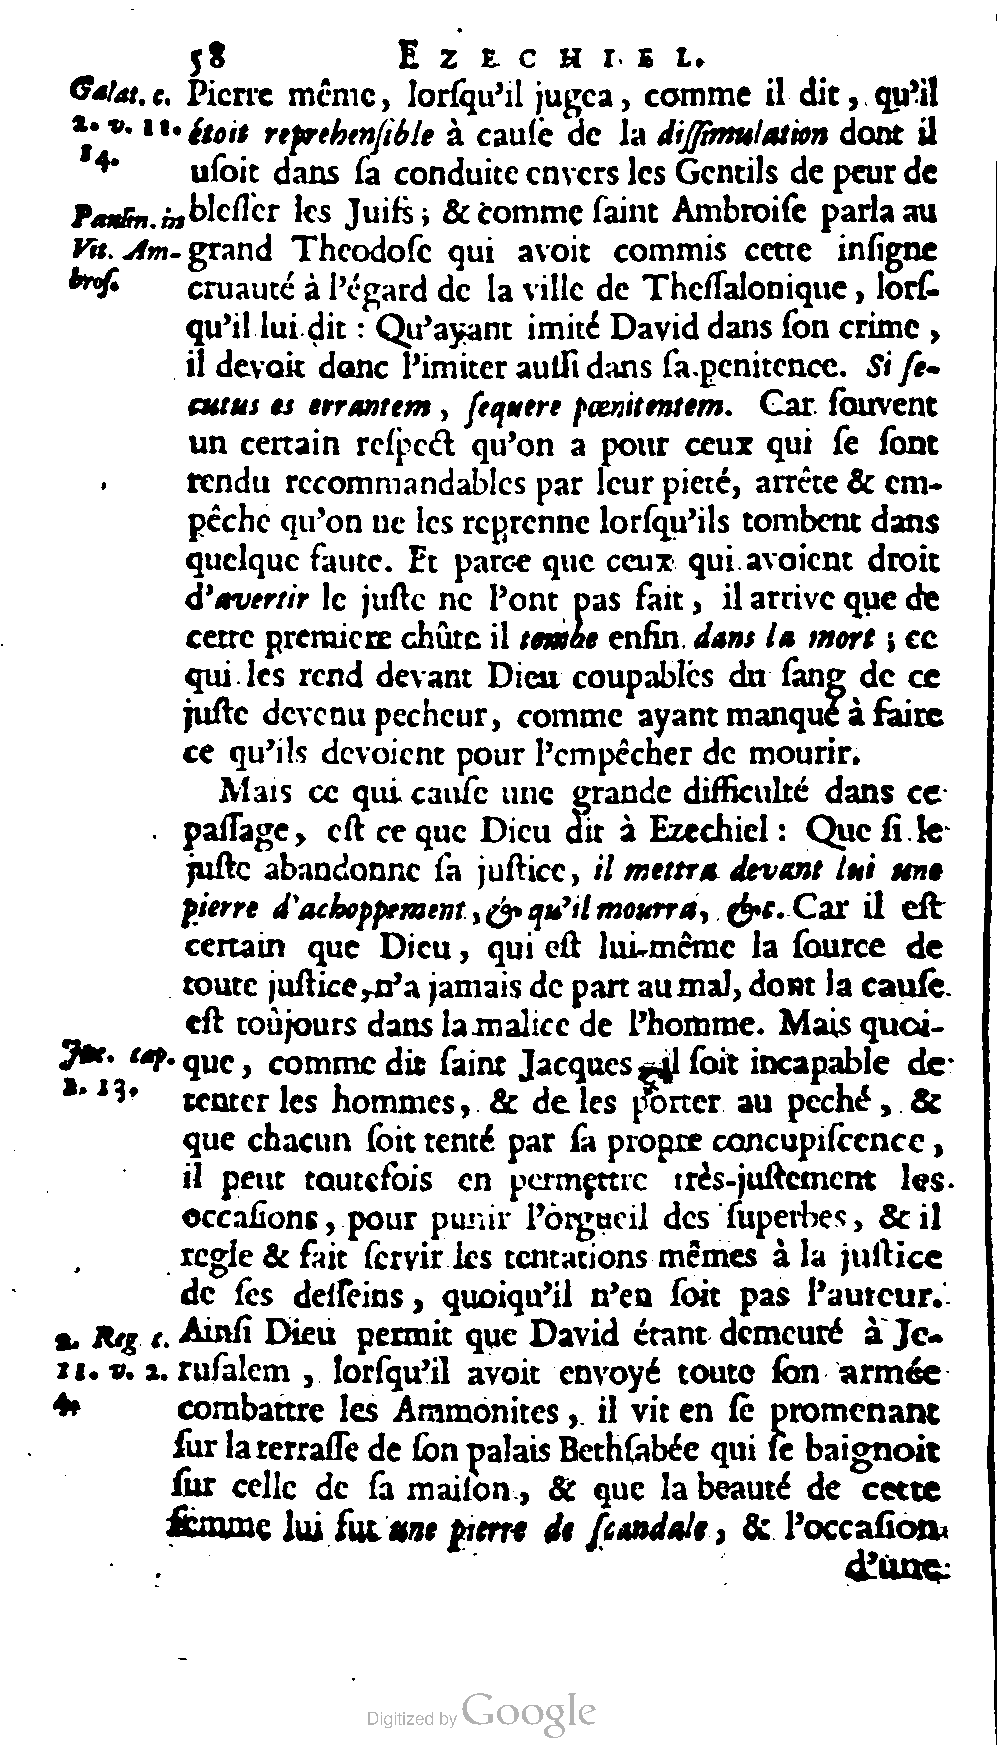 58 EZECHIEL.
Galat. c. Pierre même, lorſqu'il jugea, comme il dit, qu'il
2. v. 11. étoit reprehenſible à cauſe de la diſſimulation dont il
14. uſoit dans ſa conduite envers les Gentils de peur de
Paulin. in bleſſer les Juifs; & comme ſaint Ambroiſe parla au
Vit. Am- grand Theodoſe qui avoit commis cette inſigne
broſ. cruauté à l'égard de la ville de Theſſalonique, lorſ-
qu'il lui dit : Qu'ayant imité David dans ſon crime,
il devoit donc l'imiter auſſi dans ſa penitence. Si ſe-
cutus es errantem, ſequere pœnitentem. Car ſouvent
un certain reſpect qu'on a pour ceux qui ſe ſont
rendu recommandables par leur pieté, arrête & em-
pêche qu'on ne les reprenne lorſqu'ils tombent dans
quelque faute. Et parce que ceux qui avoient droit
d'avertir le juſte ne l'ont pas fait, il arrive que de
cette premiere chûte il tombe enfin dans la mort ; ce
qui les rend devant Dieu coupables du ſang de ce
juſte devenu pecheur, comme ayant manqué à faire
ce qu'ils devoient pour l'empêcher de mourir.
Mais ce qui cauſe une grande difficulté dans ce
paſſage, eſt ce que Dieu dit à Ezechiel : Que ſi le
juſte abandonne ſa juſtice, il mettra devant lui une
pierre d'achoppement, & qu'il mourra, &c. Car il eſt
certain que Dieu, qui eſt lui-même la ſource de
toute juſtice, n'a jamais de part au mal, dont la cauſe
eſt toûjours dans la malice de l'homme. Mais quoi-
Jac. cap. que, comme dit ſaint Jacques, il ſoit incapable de
1. 13. tenter les hommes, & de les porter au peché, &
que chacun ſoit tenté par ſa propre concupiſcence,
il peut toutefois en permettre très-juſtement les
occaſions, pour punir l'orgueil des ſuperbes, & il
regle & fait ſervir les tentations mêmes à la juſtice
de ſes deſſeins, quoiqu'il n'en ſoit pas l'auteur.
2. Reg. c. Ainſi Dieu permit que David étant demeuré à Je-
11. v. 2. ruſalem, lorſqu'il avoit envoyé toute ſon armée
combattre les Ammonites, il vit en ſe promenant
ſur la terraſſe de ſon palais Bethſabée qui ſe baignoit
ſur celle de ſa maiſon, & que la beauté de cette
femme lui fut une pierre de ſcandale, & l'occaſion
d'une
Digitized by Google